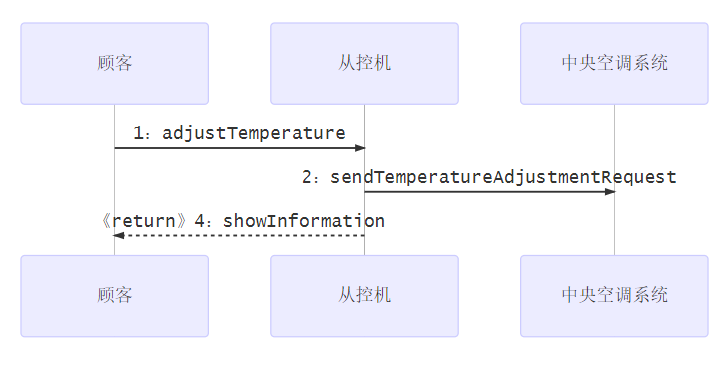 顾客 从控机 中央空调系统
1：adjustTemperature
2：sendTemperatureAdjustmentRequest
《return》4：showInformation
顾客 从控机 中央空调系统